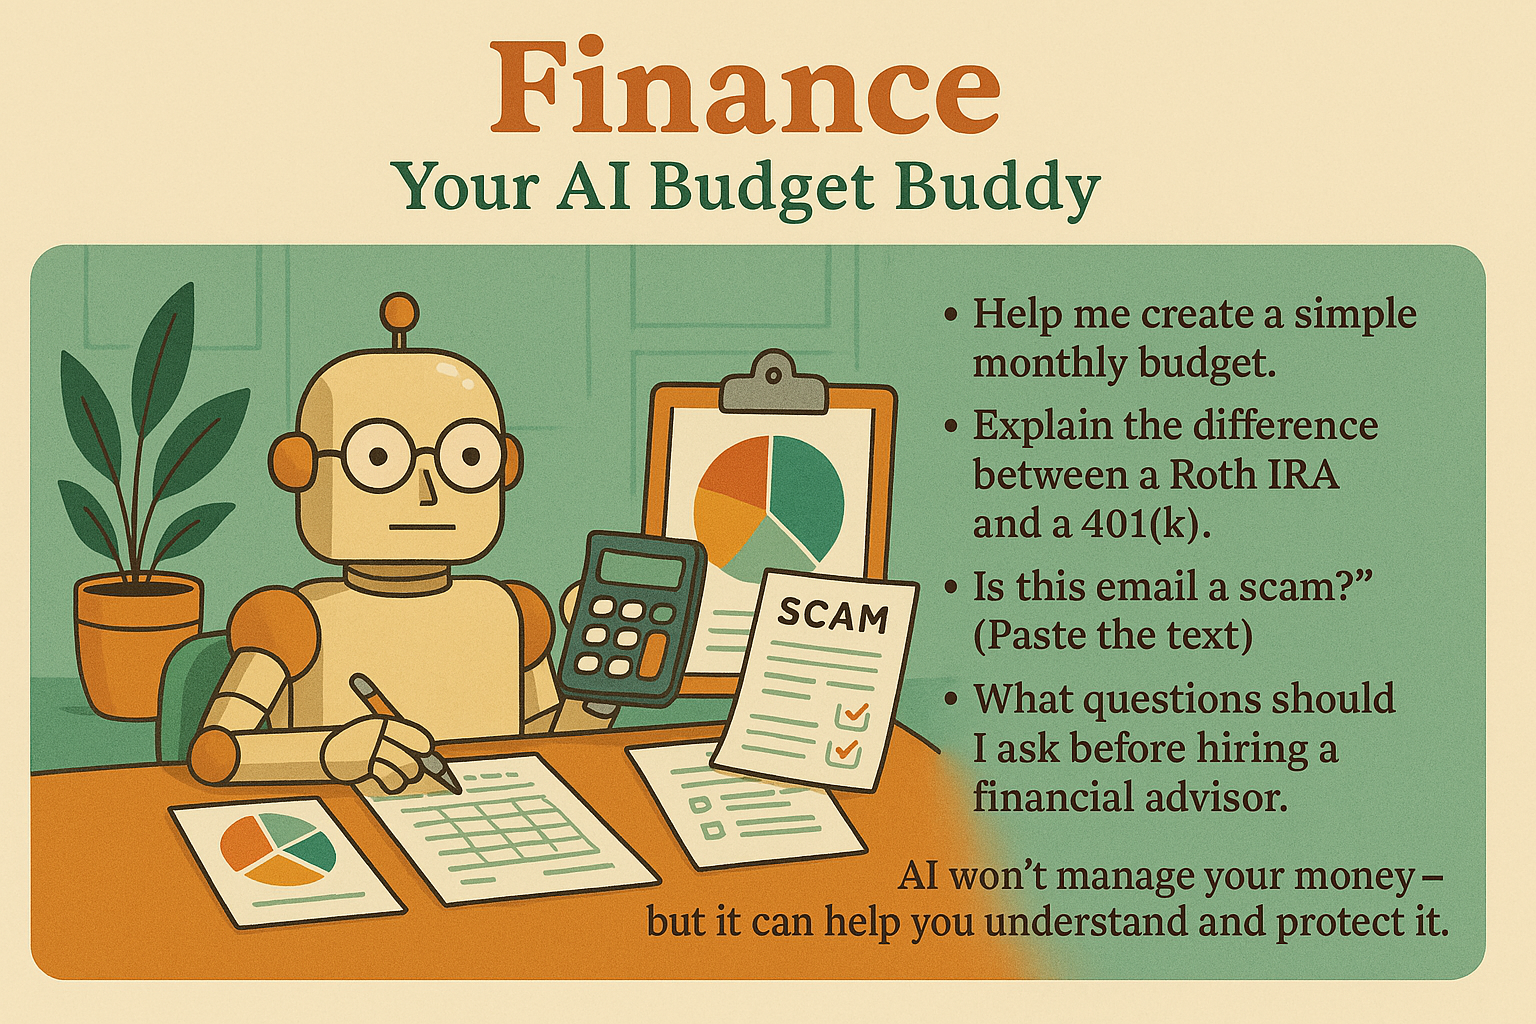 Finance
Your AI Budget Buddy
• Help me create a simple
monthly budget.
• Explain the difference
between a Roth IRA
and a 401(k).
• Is this email a scam?”
(Paste the text)
• What questions should
I ask before hiring a
financial advisor.
SCAM
AI won’t manage your money–
but it can help you understand and protect it.